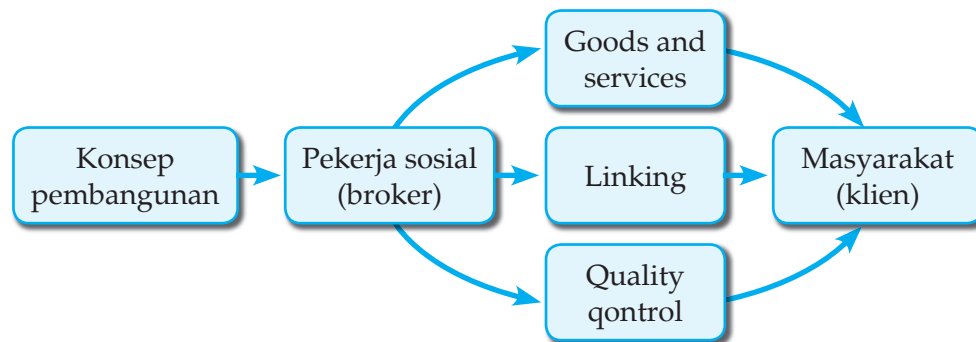 Konsep
pembangunan
Pekerja sosial
(broker)
Goods and
services
Linking
Quality
qontrol
Masyarakat
(klien)